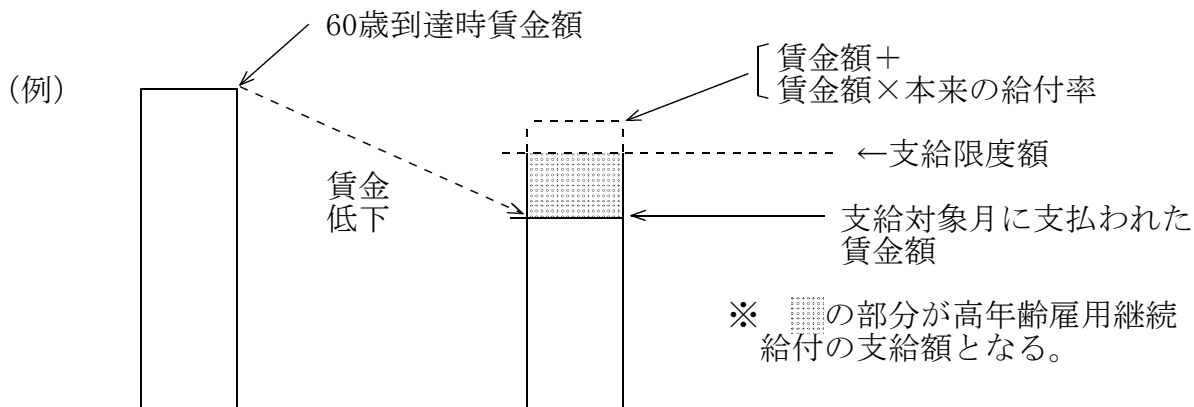 60歳到達時賃金額
(例)
賃金額＋
賃金額×本来の給付率
←支給限度額
賃金
低下
支給対象月に支払われた
賃金額
※ の部分が高年齢雇用継続
給付の支給額となる。